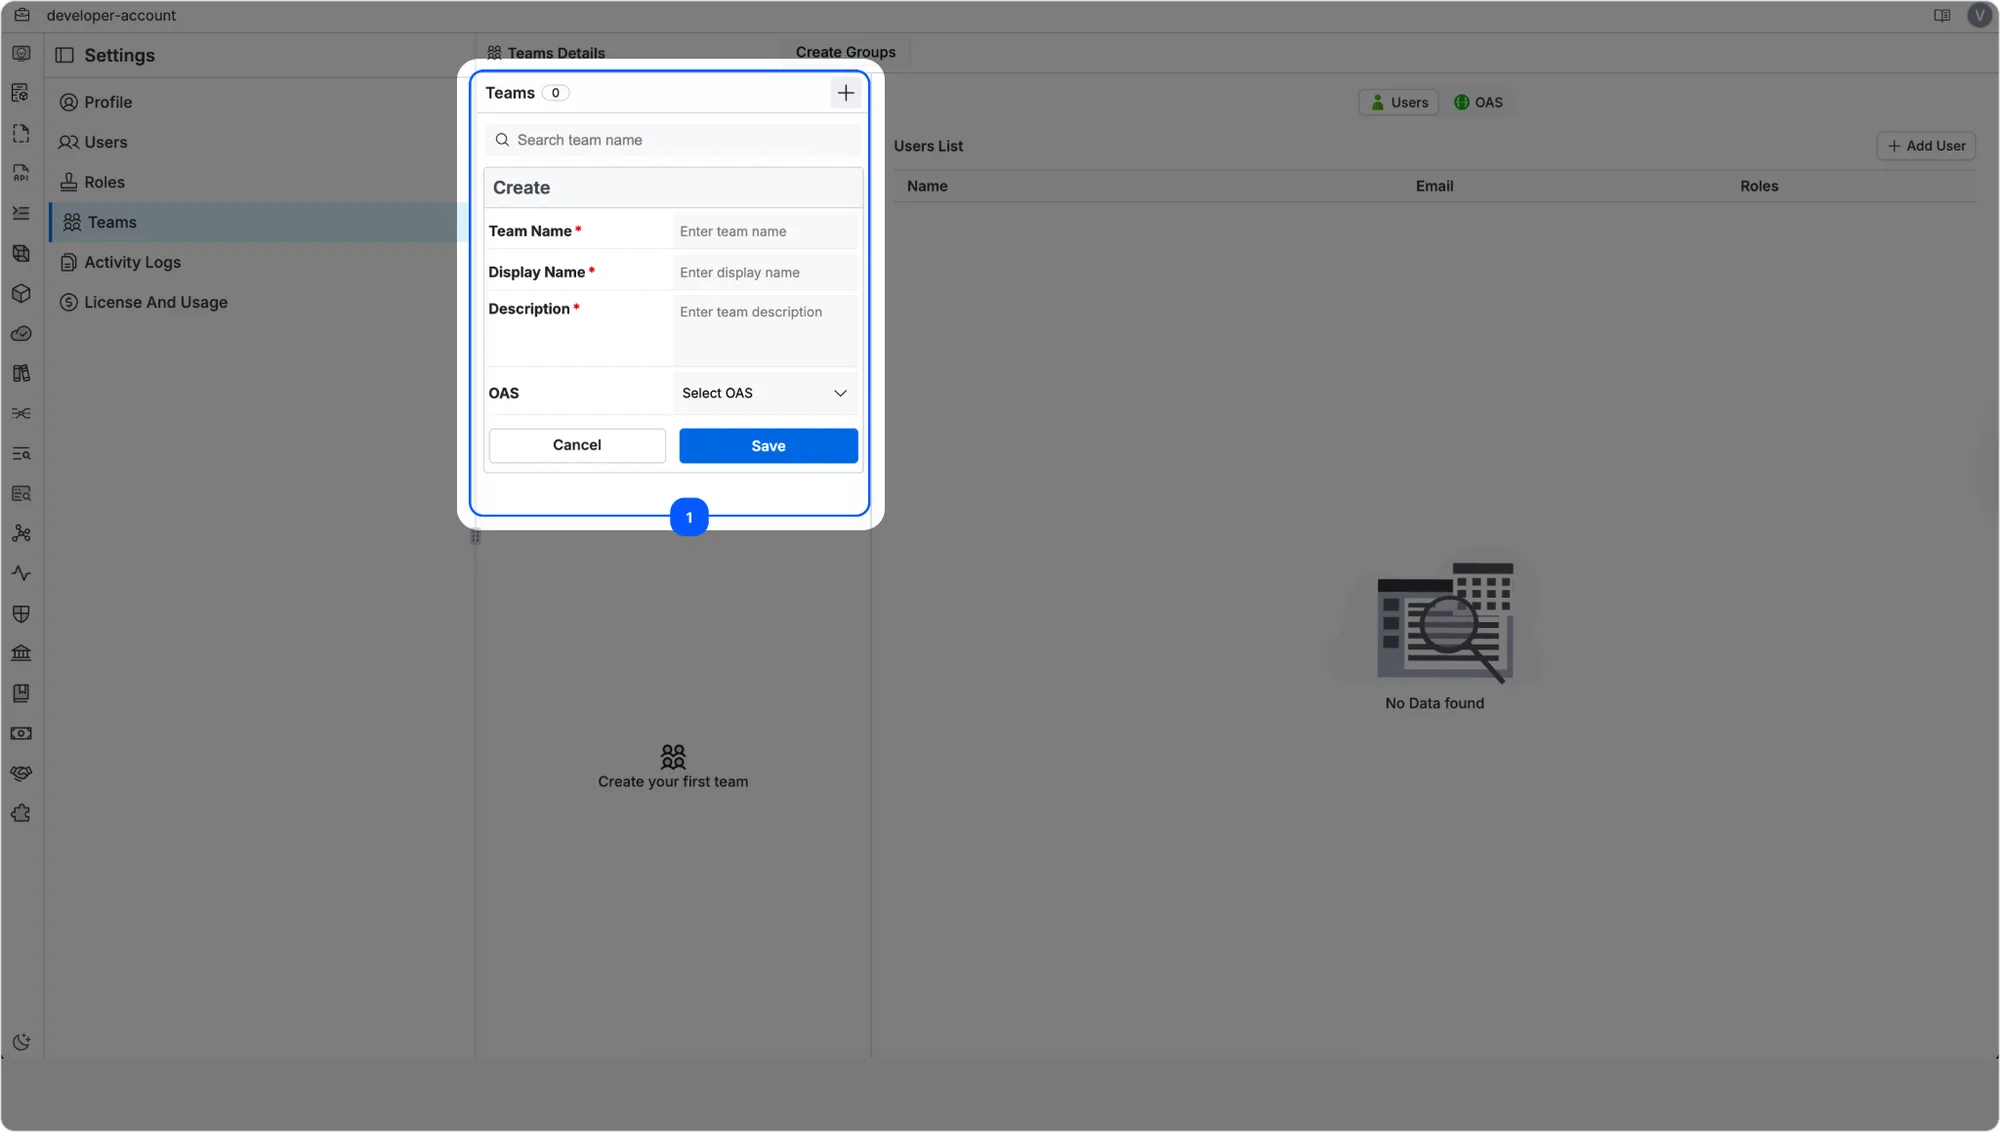 developer-account
V
Settings
Teams Details
Create Groups
Profile
Users
Roles
Teams
Activity Logs
License And Usage
API
Teams 0
Search team name
Create
Team Name * Enter team name
Display Name * Enter display name
Description * Enter team description
OAS Select OAS
Cancel Save
1
Create your first team
Users OAS
Users List
Add User
Name Email Roles
No Data found